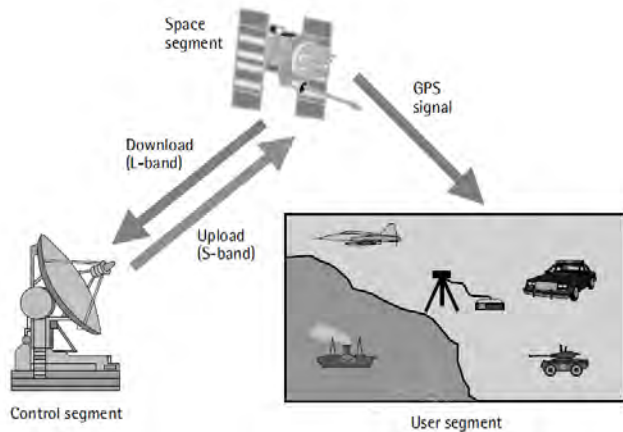 Space
segment
GPS
signal
Download
(L-band)
Upload
(S-band)
Control segment
User segment